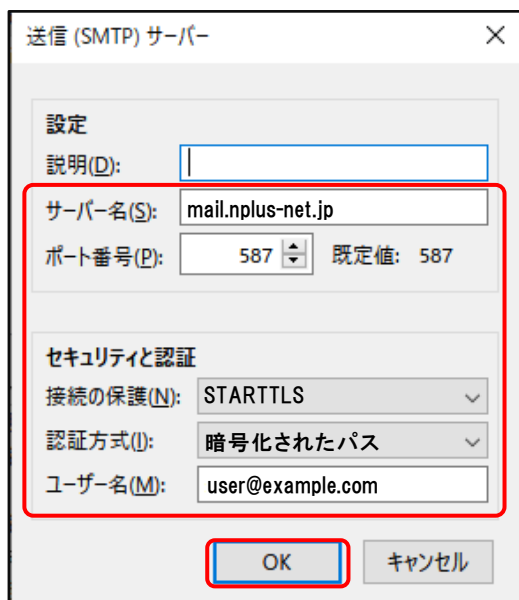 送信 (SMTP) サーバー
設定
説明(D):
サーバー名(S): mail.nplus-net.jp
ポート番号(P): 587 既定値: 587
セキュリティと認証
接続の保護(N): STARTTLS
認証方式(I): 暗号化されたパス
ユーザー名(M): user@example.com
OK キャンセル